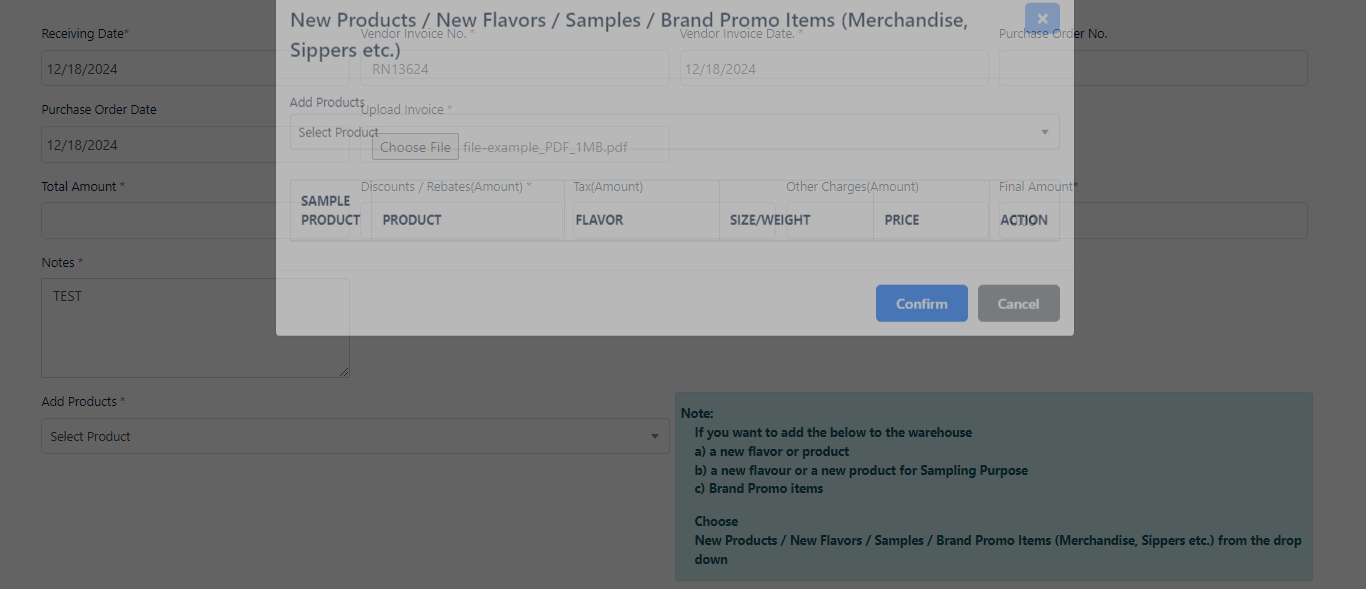 New Products / New Flavors / Samples / Brand Promo Items (Merchandise,
Sippers etc.)
×
Receiving Date*
Vendor Invoice No. *
Vendor Invoice Date. *
Purchase Order No.
12/18/2024
RN13624
12/18/2024
Add Products
Purchase Order Date
Upload Invoice *
Select Product
12/18/2024
Choose File file-example_PDF_1MB.pdf
Total Amount *
Discounts / Rebates(Amount) *
Tax(Amount)
Other Charges(Amount)
Final Amount*
SAMPLE
PRODUCT
PRODUCT
FLAVOR
SIZE/WEIGHT
PRICE
ACTION
Notes *
TEST
Confirm
Cancel
Add Products *
Select Product
Note:
If you want to add the below to the warehouse
a) a new flavor or product
b) a new flavour or a new product for Sampling Purpose
c) Brand Promo items
Choose
New Products / New Flavors / Samples / Brand Promo Items (Merchandise, Sippers etc.) from the drop
down